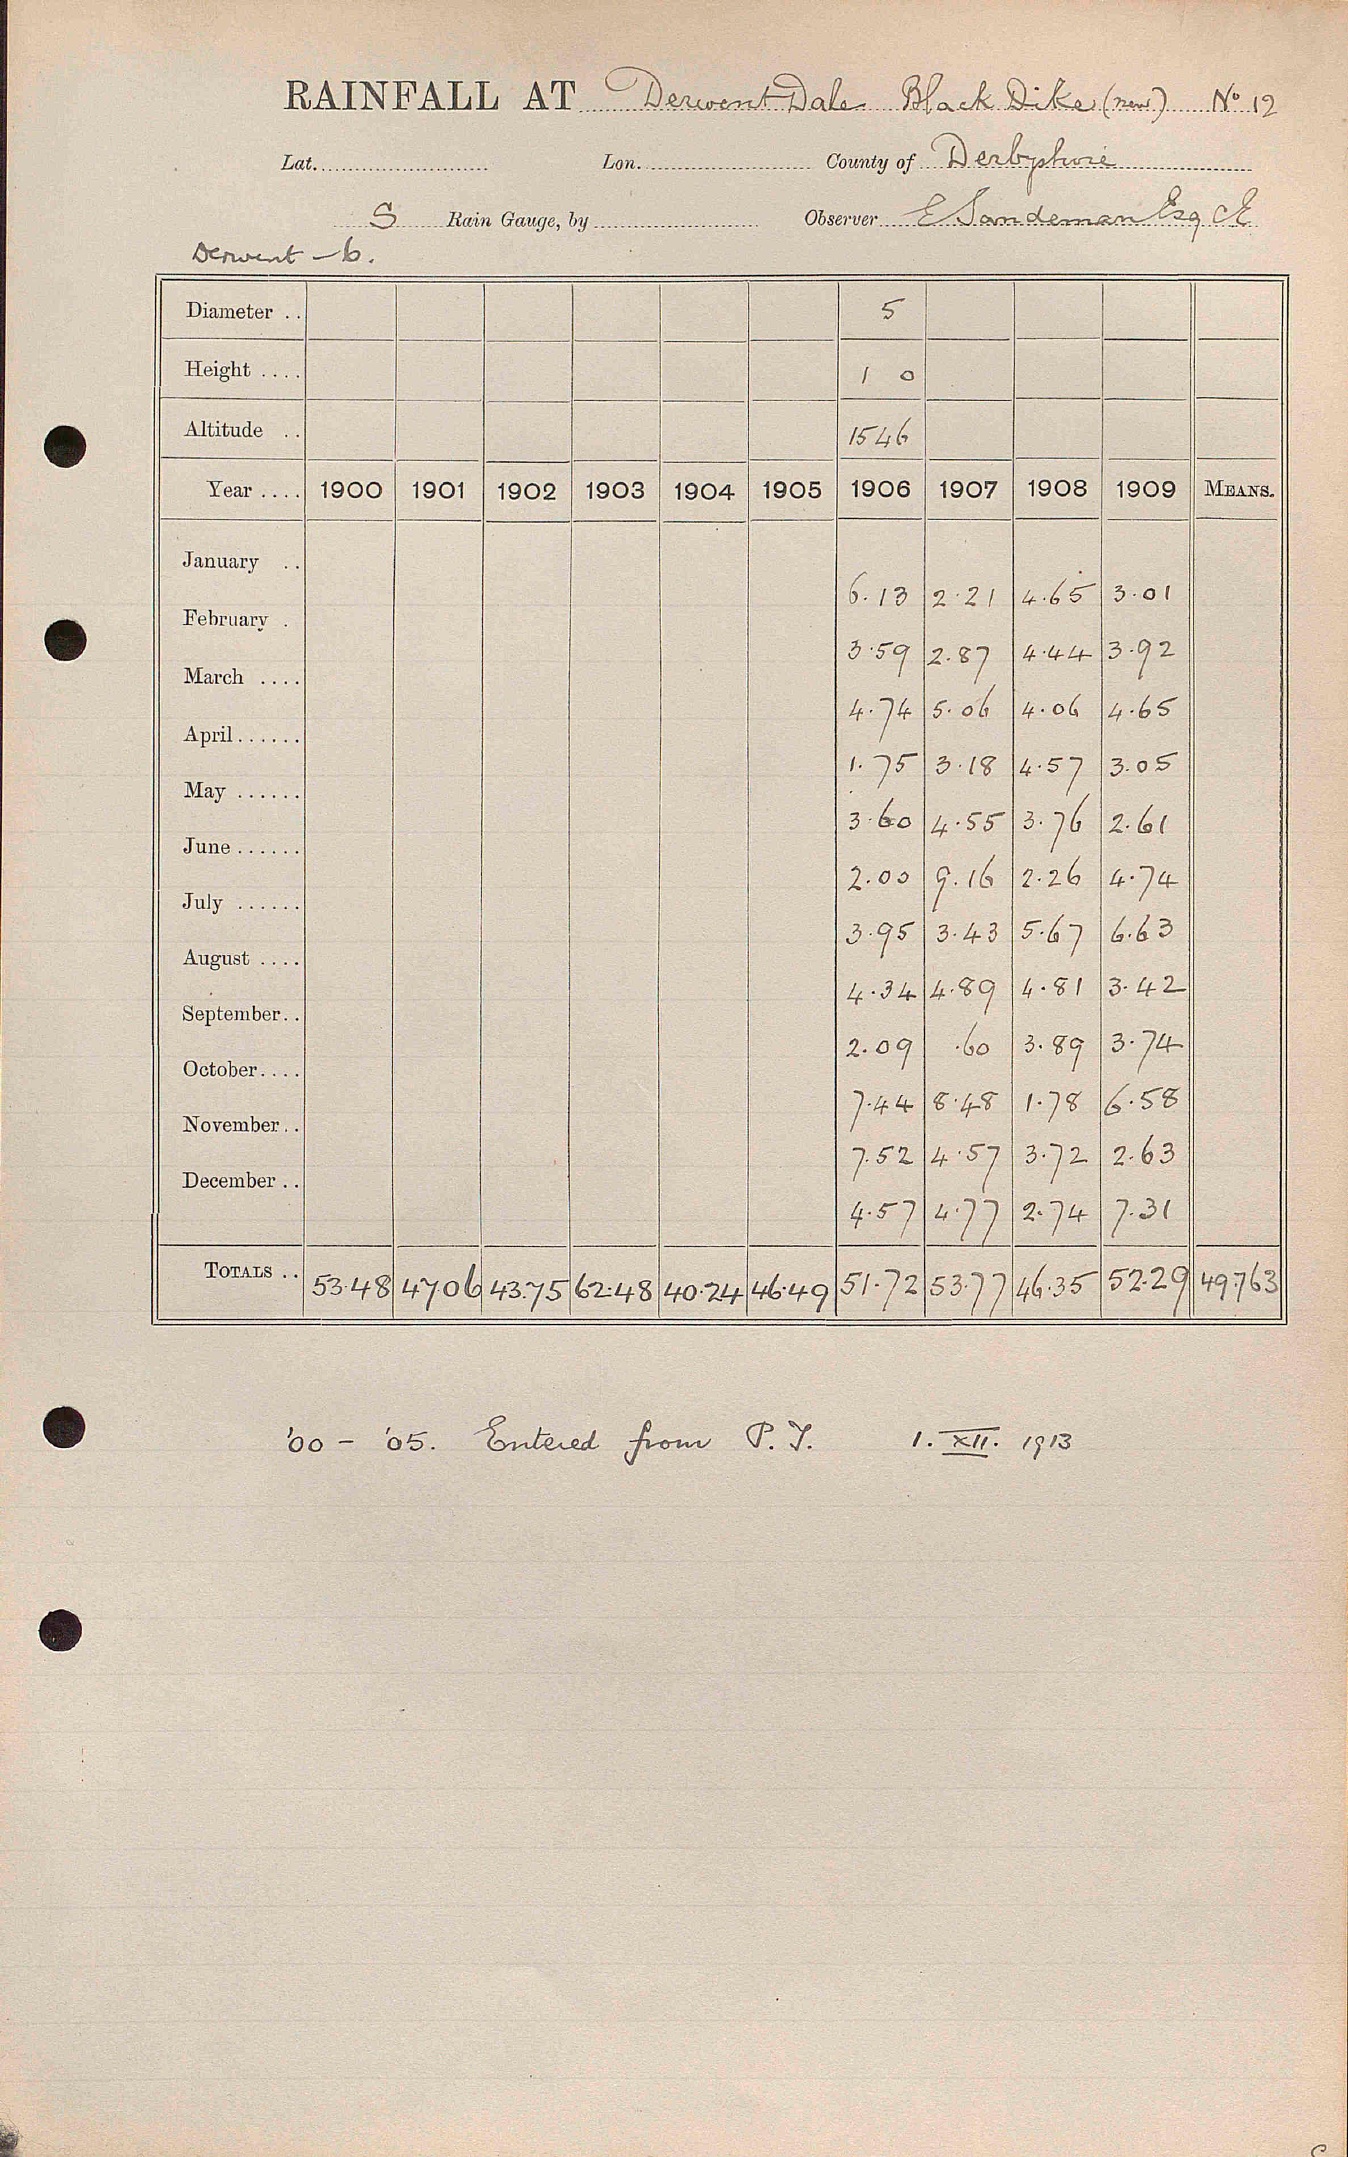 RAINFALL AT Derwent Dale Black Dike (new) No 12
Lat. Lon. County of Derbyshire
S Rain Gauge, by Observer E Sandeman Esq CE
Derwent - 6.
Diameter .. 5
Height .... 1 0
Altitude .. 1546
Year .... 1900 1901 1902 1903 1904 1905 1906 1907 1908 1909 MEANS.
January ..
6.13 2.21 4.65 3.01
February .
3.59 2.87 4.44 3.92
March ....
4.74 5.06 4.06 4.65
April......
1.75 3.18 4.57 3.05
May ......
3.60 4.55 3.76 2.61
June ......
2.00 9.16 2.26 4.74
July ......
3.95 3.43 5.67 6.63
August ....
4.34 4.89 4.81 3.42
September..
2.09 .60 3.89 3.74
October....
7.44 8.48 1.78 6.58
November..
7.52 4.57 3.72 2.63
December ..
4.57 4.77 2.74 7.31
TOTALS .. 53.48 47.06 43.75 62.48 40.24 46.49 51.72 53.77 46.35 52.29 49.763
'00 - '05. Entered from P. T. 1. XII. 1913